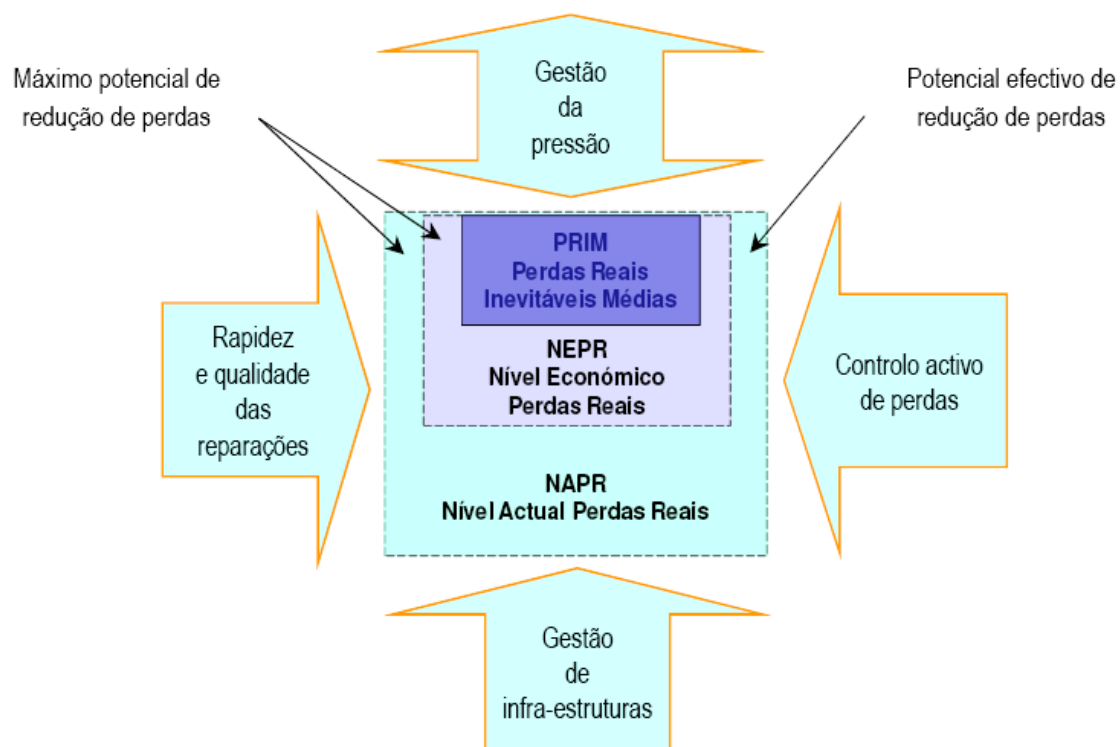 Máximo potencial de
redução de perdas
Gestão
da
pressão
Potencial efectivo de
redução de perdas
PRIM
Perdas Reais
Inevitáveis Médias
Rapidez
e qualidade
das
reparações
NEPR
Nível Económico
Perdas Reais
Controlo activo
de perdas
NAPR
Nível Actual Perdas Reais
Gestão
de
infra-estruturas